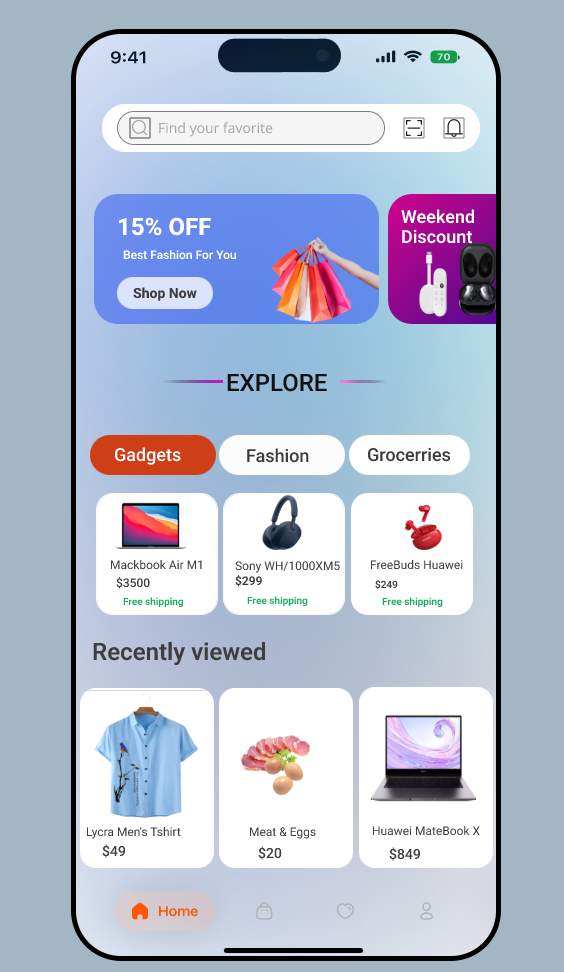 9:41
70
Find your favorite
15% OFF
Best Fashion For You
Shop Now
Weekend
Discount
EXPLORE
Gadgets
Fashion
Grocerries
Mackbook Air M1
$3500
Free shipping
Sony WH/1000XM5
$299
Free shipping
FreeBuds Huawei
$249
Free shipping
Recently viewed
Lycra Men's Tshirt
$49
Meat & Eggs
$20
Huawei MateBook X
$849
Home